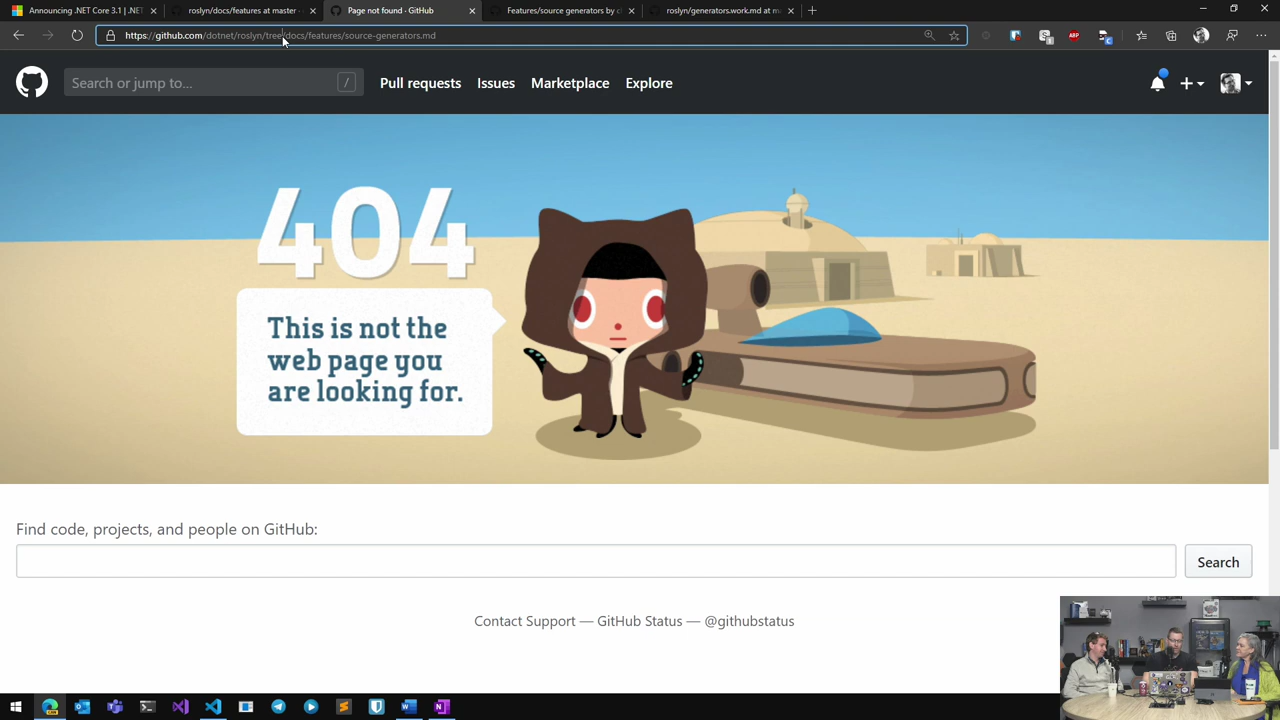 Announcing .NET Core 3.1 | .NET
roslyn/docs/features at master ·
Page not found · GitHub
Features/source generators by c
roslyn/generators.work.md at m
https://github.com/dotnet/roslyn/tree/docs/features/source-generators.md
Search or jump to...
/
Pull requests
Issues
Marketplace
Explore
404
This is not the
web page you
are looking for.
Find code, projects, and people on GitHub:
Search
Contact Support — GitHub Status — @githubstatus